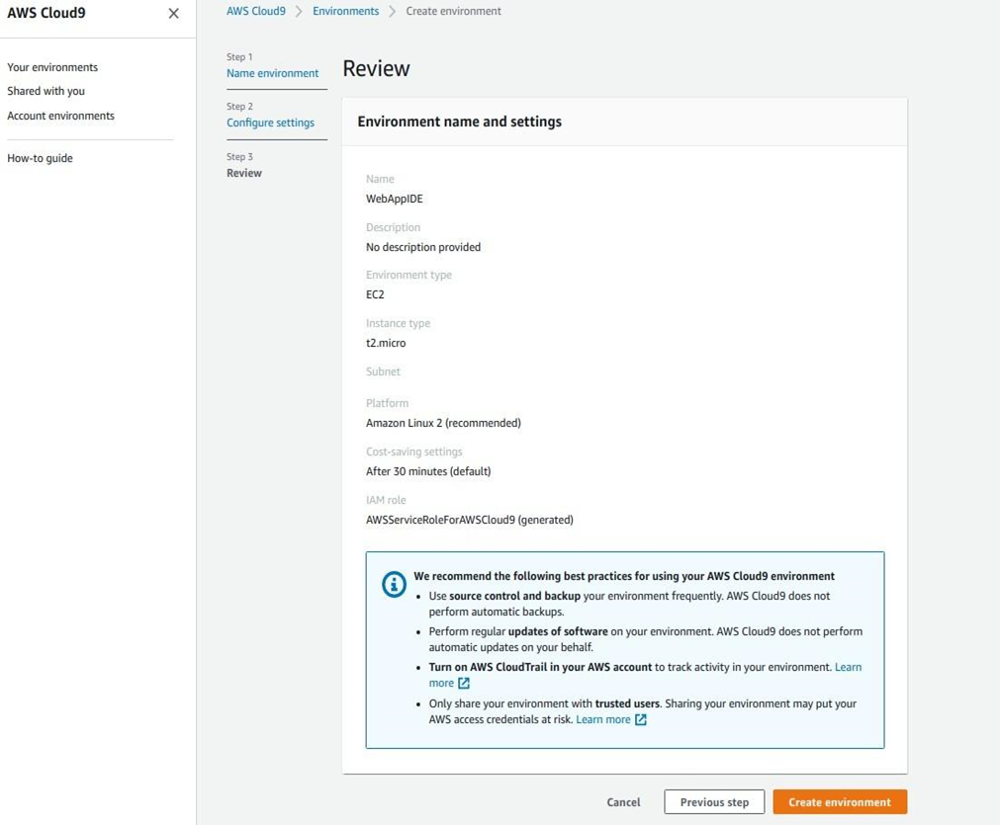 AWS Cloud9
Your environments
Shared with you
Account environments
How-to guide
AWS Cloud9 > Environments > Create environment
Step 1
Name environment
Step 2
Configure settings
Step 3
Review
Review
Environment name and settings
Name
WebAppIDE
Description
No description provided
Environment type
EC2
Instance type
t2.micro
Subnet
Platform
Amazon Linux 2 (recommended)
Cost-saving settings
After 30 minutes (default)
IAM role
AWSServiceRoleForAWSCloud9 (generated)
We recommend the following best practices for using your AWS Cloud9 environment
• Use source control and backup your environment frequently. AWS Cloud9 does not
perform automatic backups.
• Perform regular updates of software on your environment. AWS Cloud9 does not perform
automatic updates on your behalf.
• Turn on AWS CloudTrail in your AWS account to track activity in your environment. Learn
more
• Only share your environment with trusted users. Sharing your environment may put your
AWS access credentials at risk. Learn more
Cancel
Previous step
Create environment